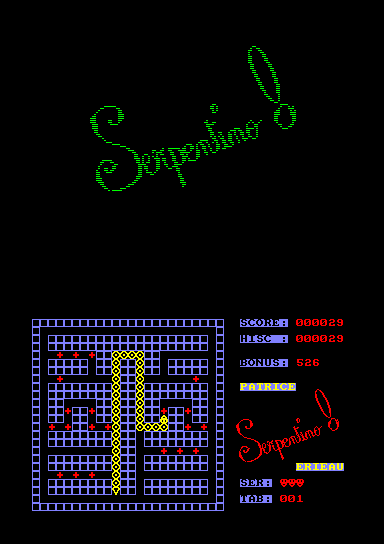 Serpentino!
SCORE: 000029
HISC : 000029
BONUS: 526
PATRICE
Serpentino!
ERIEAU
SER:
TAB: 001